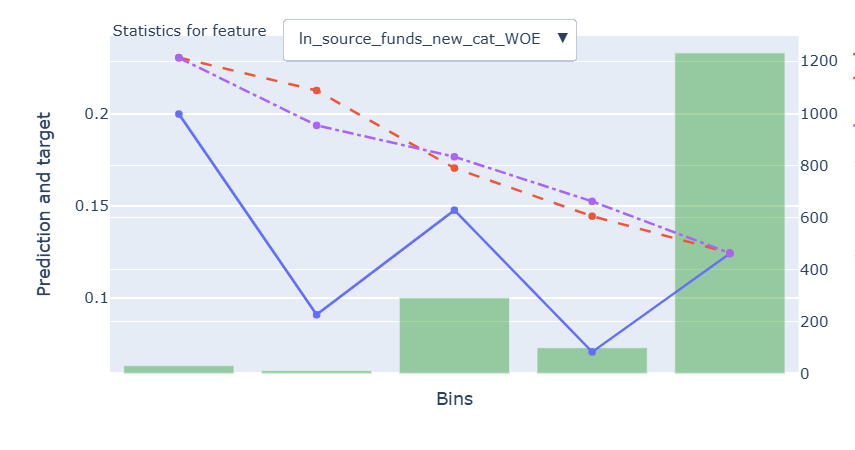 Statistics for feature
ln_source_funds_new_cat_WOE ▼
Prediction and target
0.2
0.15
0.1
1200
1000
800
600
400
200
0
Bins